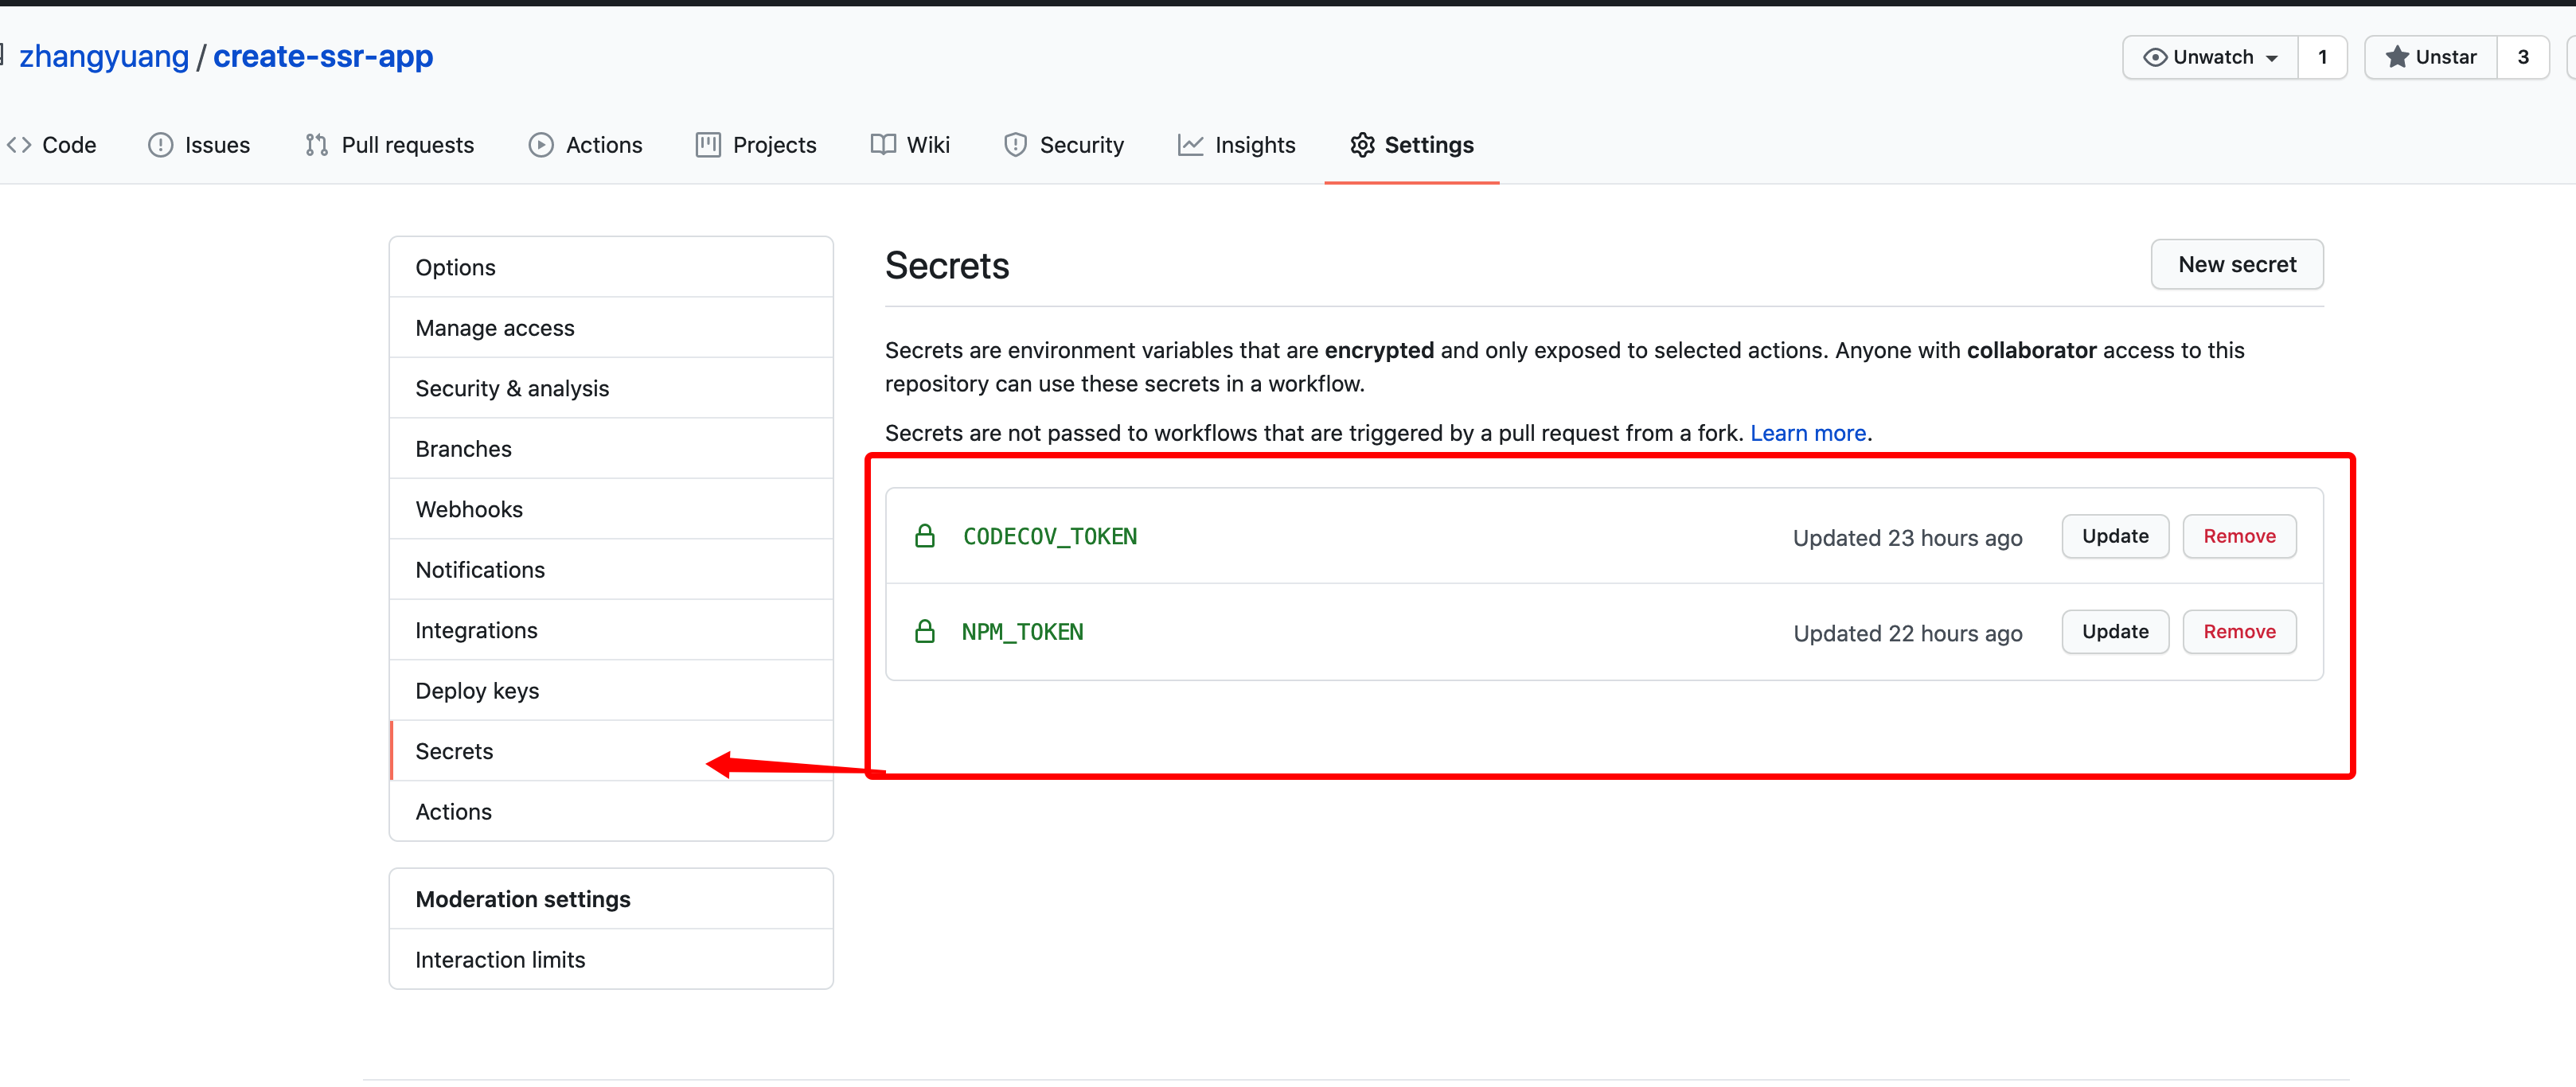 zhangyuang / create-ssr-app
Unwatch 1 Unstar 3
Code Issues Pull requests Actions Projects Wiki Security Insights Settings
Options
Manage access
Security & analysis
Branches
Webhooks
Notifications
Integrations
Deploy keys
Secrets
Actions
Moderation settings
Interaction limits
Secrets
New secret
Secrets are environment variables that are encrypted and only exposed to selected actions. Anyone with collaborator access to this
repository can use these secrets in a workflow.
Secrets are not passed to workflows that are triggered by a pull request from a fork. Learn more.
CODECOV_TOKEN Updated 23 hours ago Update Remove
NPM_TOKEN Updated 22 hours ago Update Remove